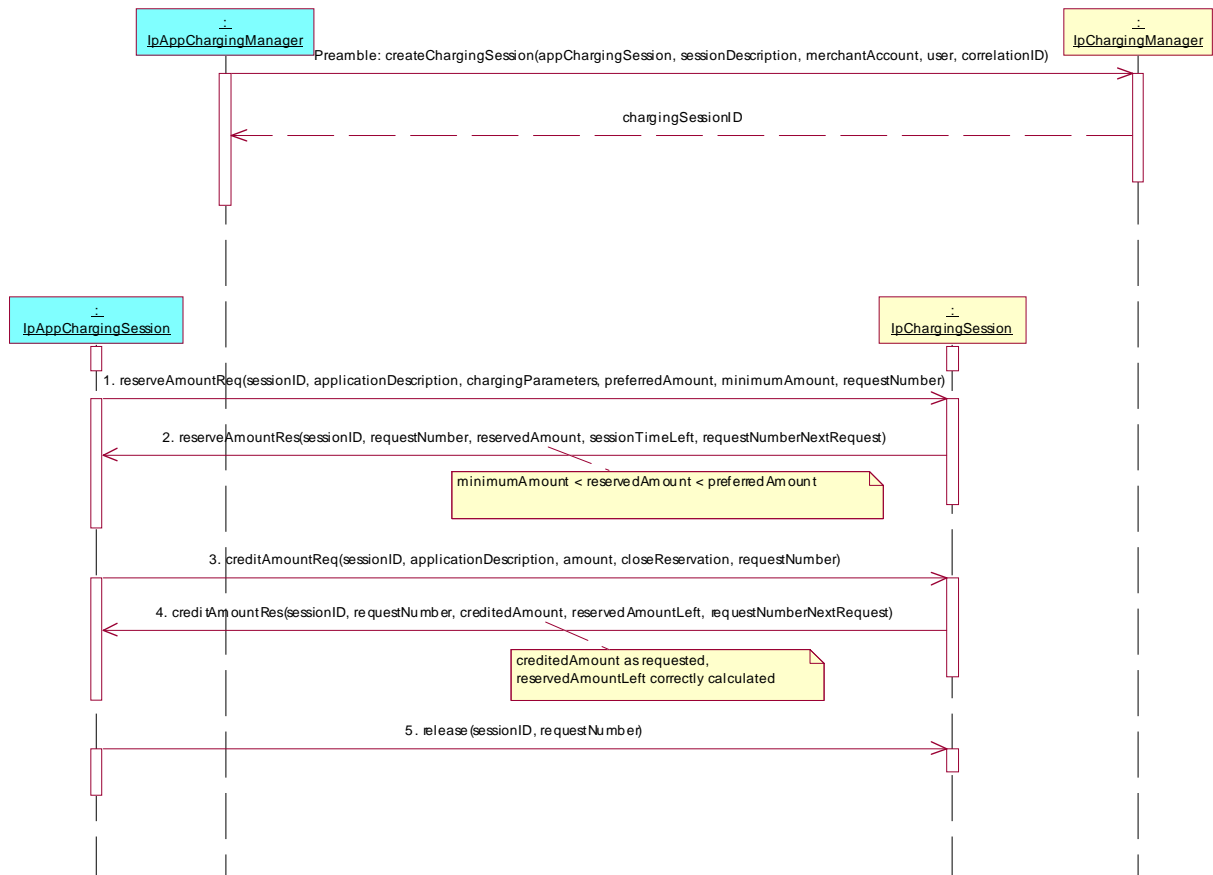 :
IpAppChargingManager
:
IpChargingManager
Preamble: createChargingSession(appChargingSession, sessionDescription, merchantAccount, user, correlationID)
chargingSessionID
:
IpAppChargingSession
:
IpChargingSession
1. reserveAmountReq(sessionID, applicationDescription, chargingParameters, preferredAmount, minimumAmount, requestNumber)
2. reserveAmountRes(sessionID, requestNumber, reservedAmount, sessionTimeLeft, requestNumberNextRequest)
minimumAmount < reservedAmount < preferredAmount
3. creditAmountReq(sessionID, applicationDescription, amount, closeReservation, requestNumber)
4. creditAmountRes(sessionID, requestNumber, creditedAmount, reservedAmountLeft, requestNumberNextRequest)
creditedAmount as requested,
reservedAmountLeft correctly calculated
5. release(sessionID, requestNumber)